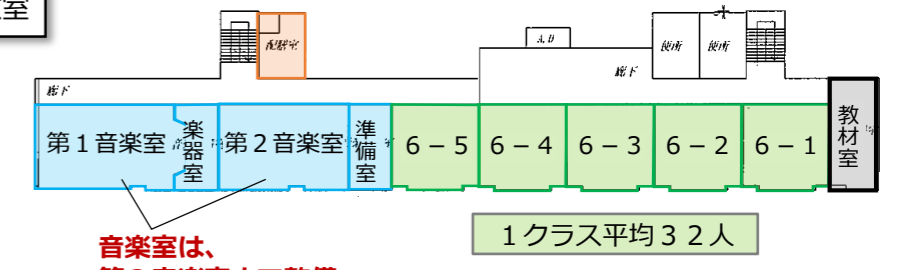 室
配膳室
A.U
便所
便所
廊下
廊下
第1音楽室
楽器室
第2音楽室
準備室
6-5
6-4
6-3
6-2
6-1
教材室
音楽室は、
1クラス平均32人